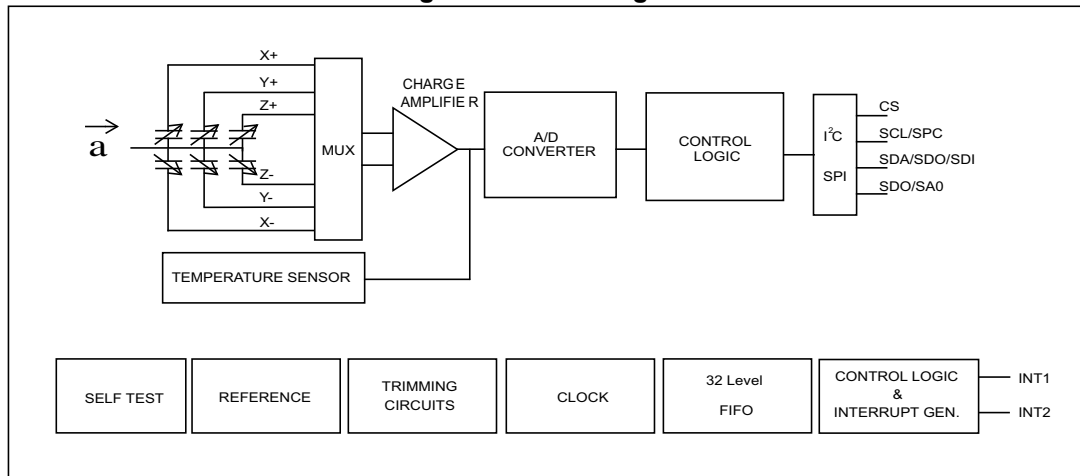 X+
Y+
Z+
Z-
Y-
X-
a
MUX
CHARGE
AMPLIFIER
A/D
CONVERTER
CONTROL
LOGIC
I²C
SPI
CS
SCL/SPC
SDA/SDO/SDI
SDO/SA0
TEMPERATURE SENSOR
SELF TEST
REFERENCE
TRIMMING
CIRCUITS
CLOCK
32 Level
FIFO
CONTROL LOGIC
&
INTERRUPT GEN.
INT1
INT2